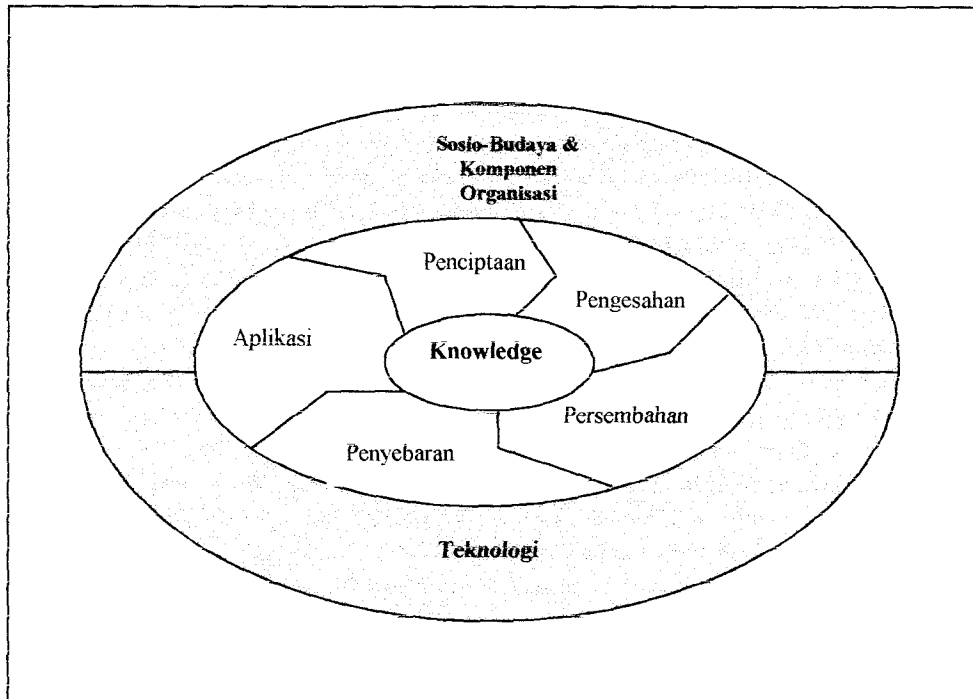 Sosio-Budaya &
Komponen
Organisasi
Penciptaan
Pengesahan
Aplikasi
Knowledge
Persembahan
Penyebaran
Teknologi